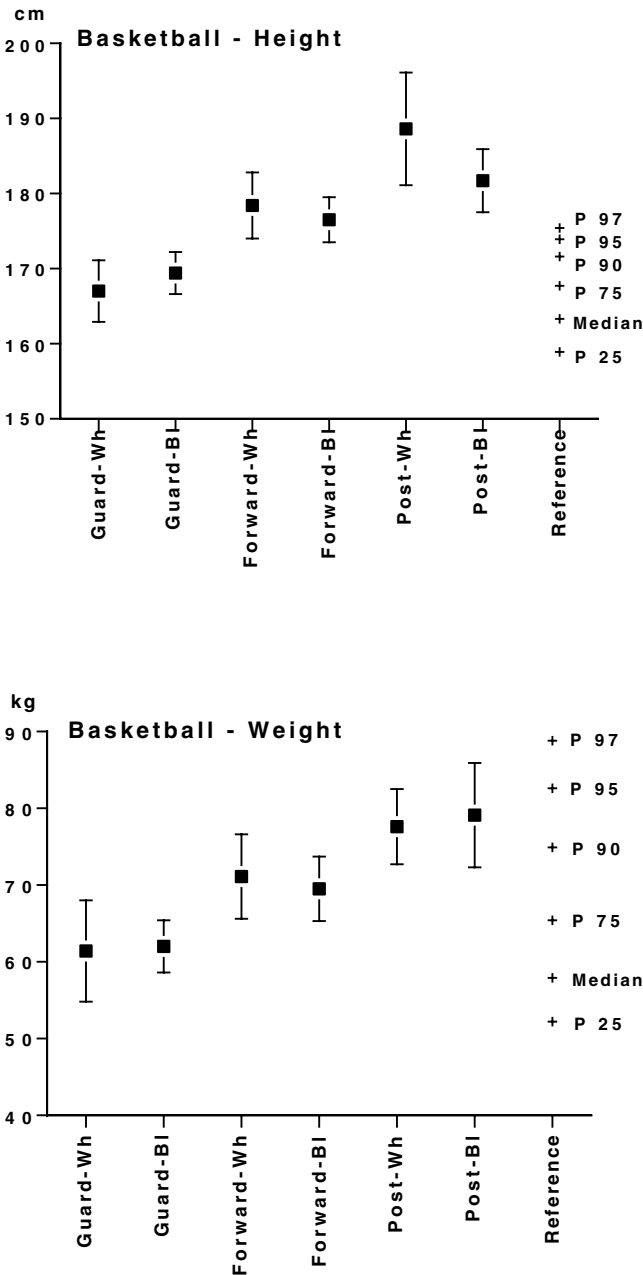 cm
Basketball - Height
200
190
180
170
160
150
P 97
P 95
P 90
P 75
Median
P 25
Guard-Wh
Guard-Bl
Forward-Wh
Forward-Bl
Post-Wh
Post-Bl
Reference
kg
Basketball - Weight
90
80
70
60
50
40
P 97
P 95
P 90
P 75
Median
P 25
Guard-Wh
Guard-Bl
Forward-Wh
Forward-Bl
Post-Wh
Post-Bl
Reference